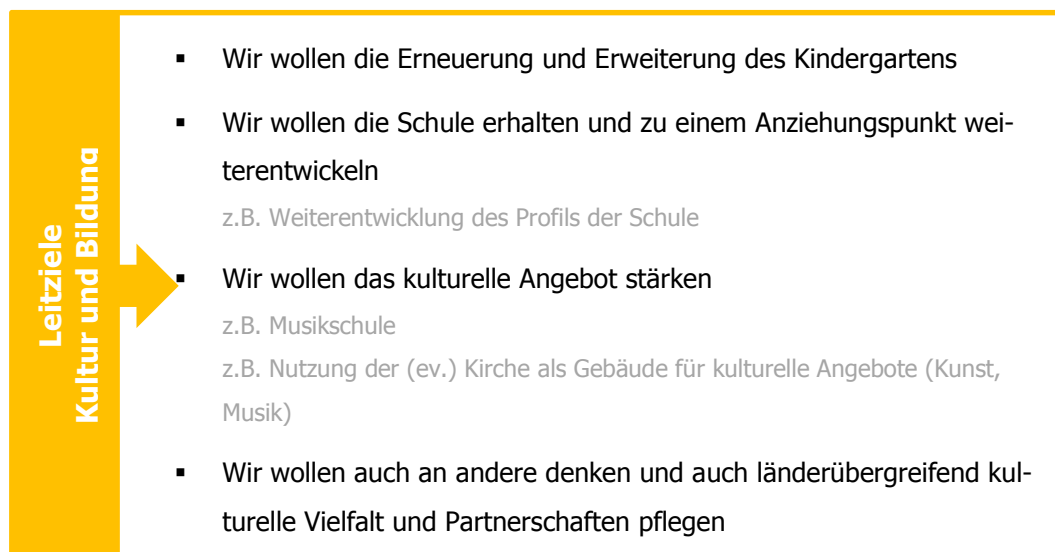 Leitziele
Kultur und Bildung
▪ Wir wollen die Erneuerung und Erweiterung des Kindergartens
▪ Wir wollen die Schule erhalten und zu einem Anziehungspunkt wei-
terentwickeln
z.B. Weiterentwicklung des Profils der Schule
▪ Wir wollen das kulturelle Angebot stärken
z.B. Musikschule
z.B. Nutzung der (ev.) Kirche als Gebäude für kulturelle Angebote (Kunst,
Musik)
▪ Wir wollen auch an andere denken und auch länderübergreifend kul-
turelle Vielfalt und Partnerschaften pflegen